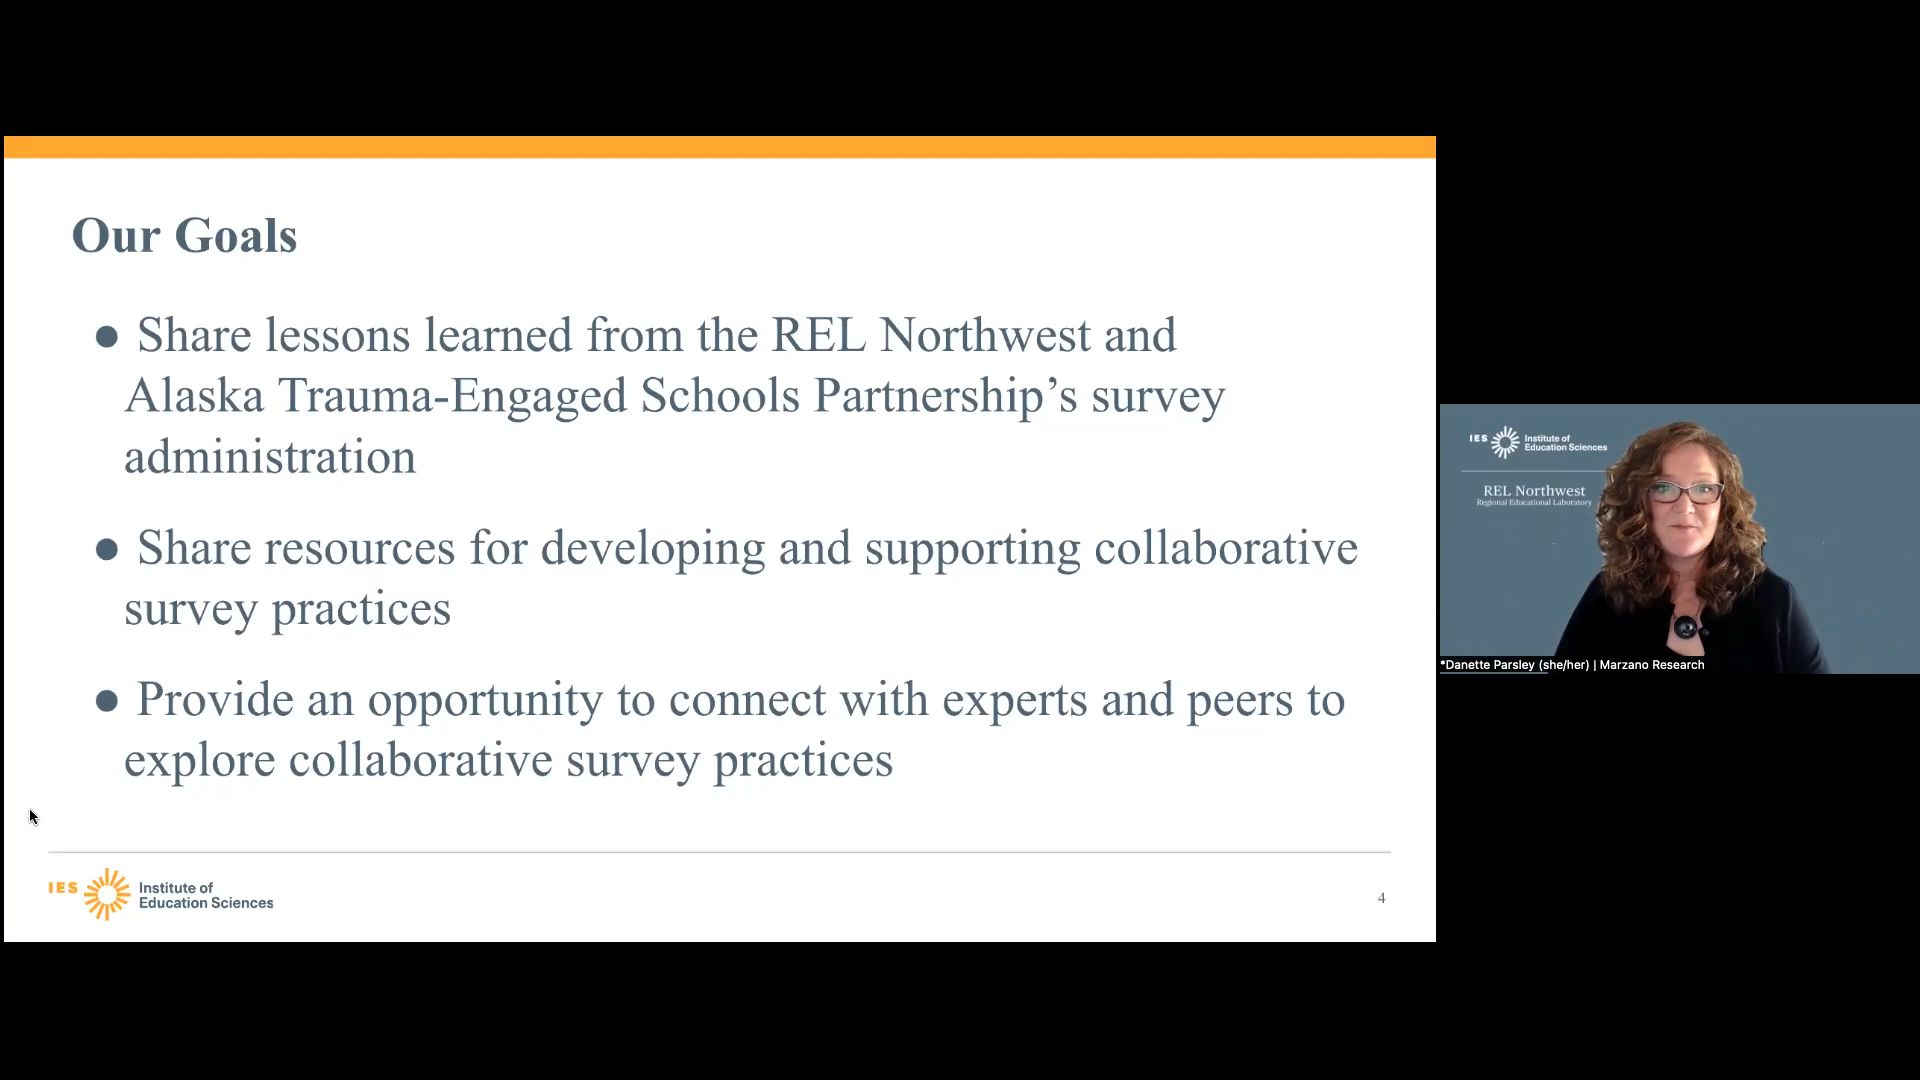 Our Goals
● Share lessons learned from the REL Northwest and
Alaska Trauma-Engaged Schools Partnership’s survey
administration
● Share resources for developing and supporting collaborative
survey practices
● Provide an opportunity to connect with experts and peers to
explore collaborative survey practices
IES Institute of
Education Sciences
4
IES Institute of
Education Sciences
REL Northwest
Regional Educational Laboratory
*Danette Parsley (she/her) | Marzano Research